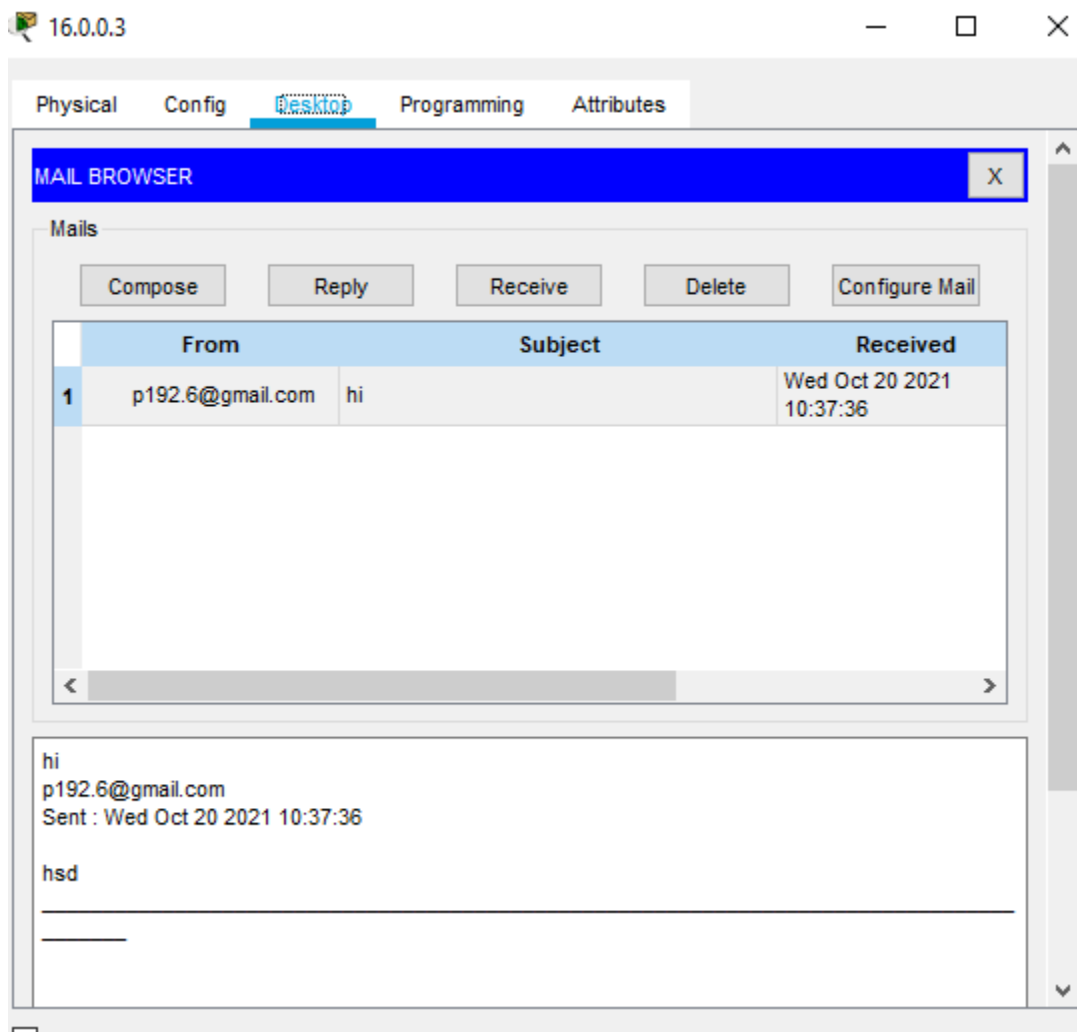 16.0.0.3
Physical Config Desktop Programming Attributes
MAIL BROWSER X
Mails
Compose Reply Receive Delete Configure Mail
From Subject Received
1 p192.6@gmail.com hi Wed Oct 20 2021
10:37:36
hi
p192.6@gmail.com
Sent : Wed Oct 20 2021 10:37:36
hsd